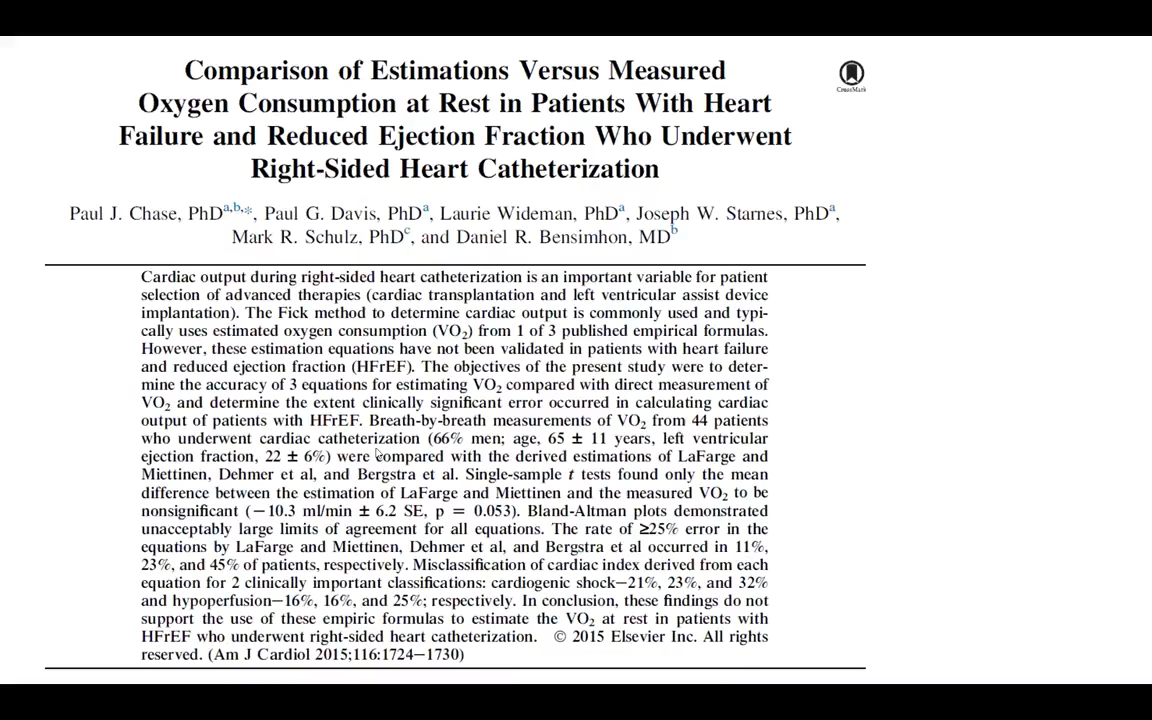 Comparison of Estimations Versus Measured
Oxygen Consumption at Rest in Patients With Heart
Failure and Reduced Ejection Fraction Who Underwent
Right-Sided Heart Catheterization
CrossMark
Paul J. Chase, PhDa,b,*, Paul G. Davis, PhDa, Laurie Wideman, PhDa, Joseph W. Starnes, PhDa,
Mark R. Schulz, PhDc, and Daniel R. Bensimhon, MDb
Cardiac output during right-sided heart catheterization is an important variable for patient
selection of advanced therapies (cardiac transplantation and left ventricular assist device
implantation). The Fick method to determine cardiac output is commonly used and typi-
cally uses estimated oxygen consumption (VO2) from 1 of 3 published empirical formulas.
However, these estimation equations have not been validated in patients with heart failure
and reduced ejection fraction (HFrEF). The objectives of the present study were to deter-
mine the accuracy of 3 equations for estimating VO2 compared with direct measurement of
VO2 and determine the extent clinically significant error occurred in calculating cardiac
output of patients with HFrEF. Breath-by-breath measurements of VO2 from 44 patients
who underwent cardiac catheterization (66% men; age, 65 ± 11 years, left ventricular
ejection fraction, 22 ± 6%) were compared with the derived estimations of LaFarge and
Miettinen, Dehmer et al, and Bergstra et al. Single-sample t tests found only the mean
difference between the estimation of LaFarge and Miettinen and the measured VO2 to be
nonsignificant (−10.3 ml/min ± 6.2 SE, p = 0.053). Bland-Altman plots demonstrated
unacceptably large limits of agreement for all equations. The rate of ≥25% error in the
equations by LaFarge and Miettinen, Dehmer et al, and Bergstra et al occurred in 11%,
23%, and 45% of patients, respectively. Misclassification of cardiac index derived from each
equation for 2 clinically important classifications: cardiogenic shock—21%, 23%, and 32%
and hypoperfusion—16%, 16%, and 25%; respectively. In conclusion, these findings do not
support the use of these empiric formulas to estimate the VO2 at rest in patients with
HFrEF who underwent right-sided heart catheterization. © 2015 Elsevier Inc. All rights
reserved. (Am J Cardiol 2015;116:1724–1730)